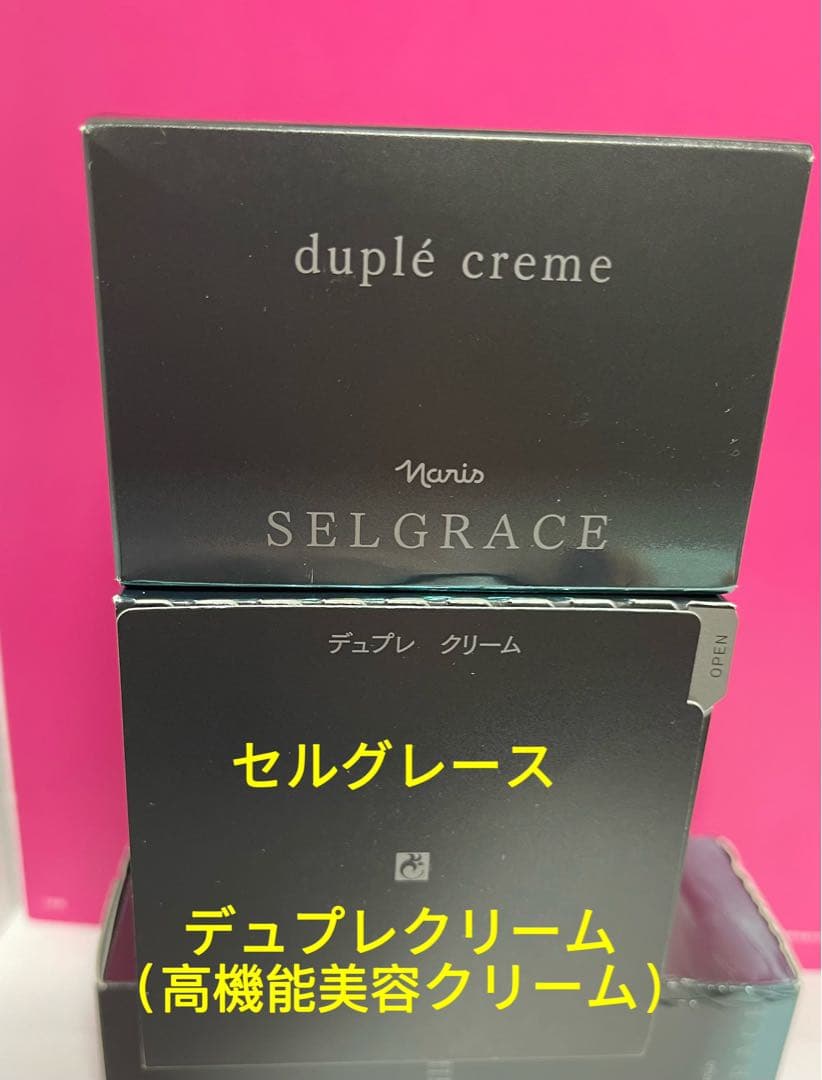 duplé creme
Naris
SELGRACE
デュプレ　クリーム
OPEN
セルグレース
デュプレクリーム
（高機能美容クリーム）